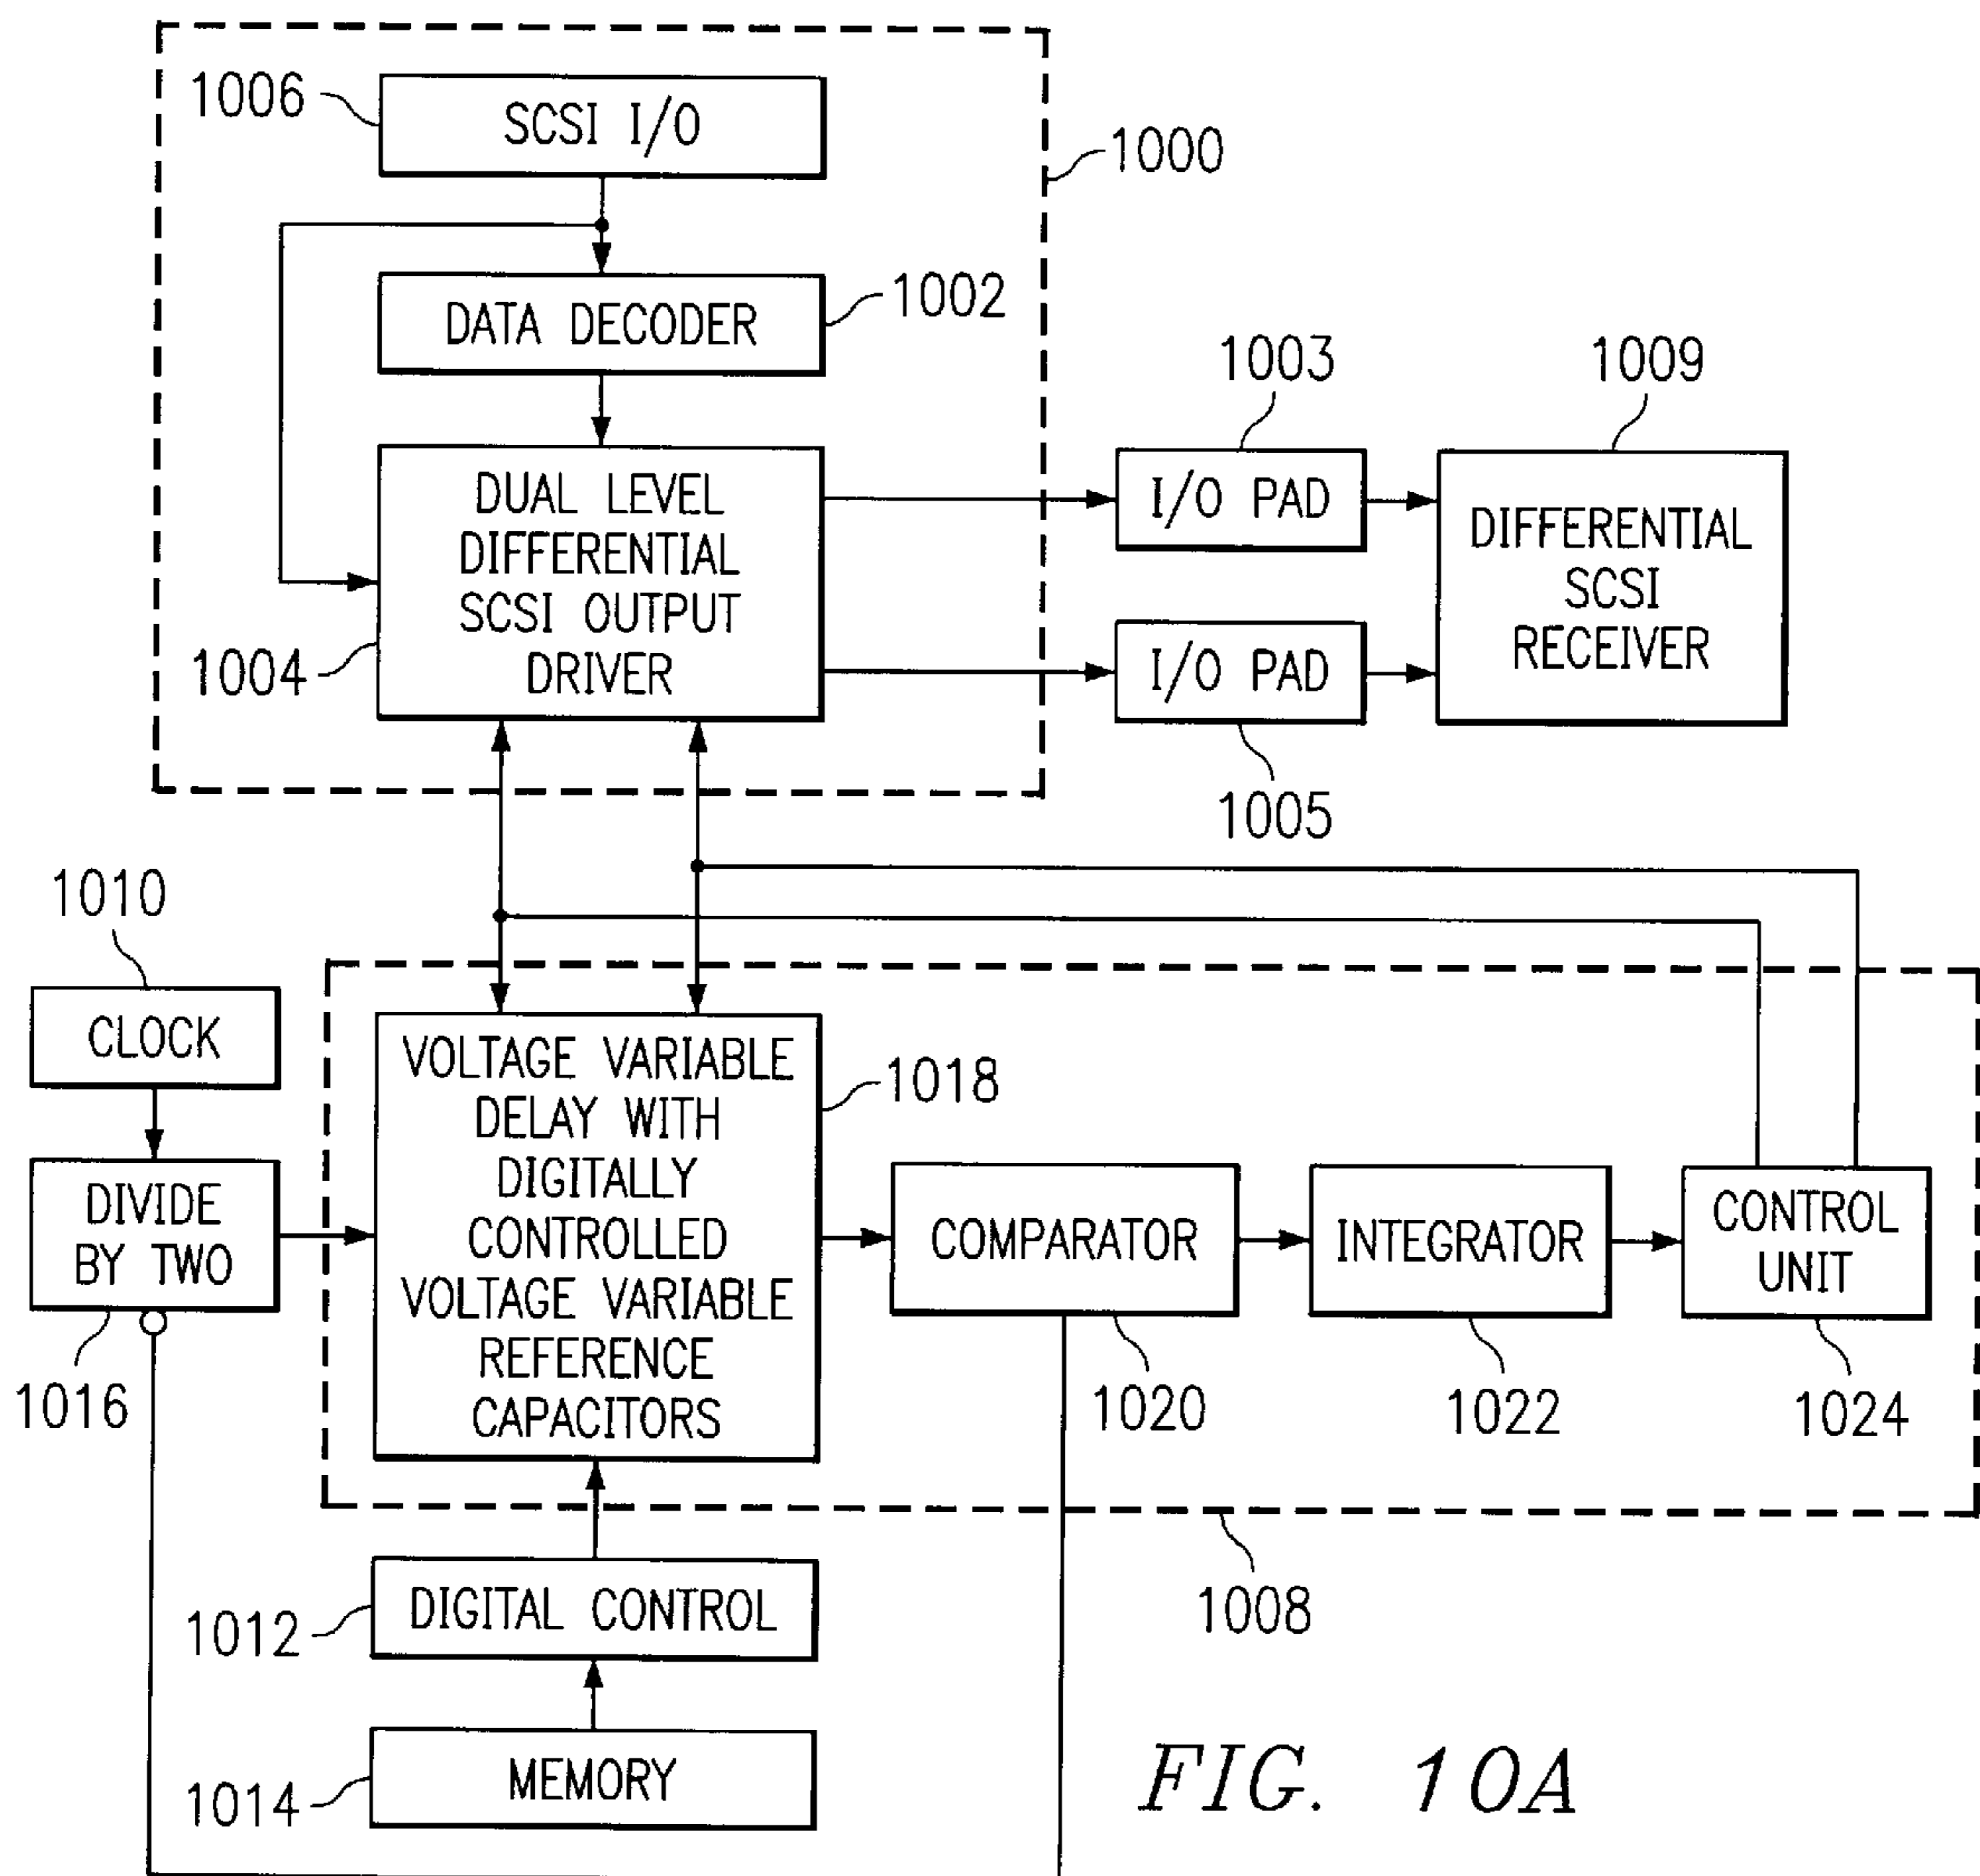 1006
SCSI I/O
1000
DATA DECODER
1002
1003
1009
DUAL LEVEL
DIFFERENTIAL
SCSI OUTPUT
DRIVER
1004
I/O PAD
DIFFERENTIAL
SCSI
RECEIVER
I/O PAD
1005
1010
CLOCK
VOLTAGE VARIABLE
DELAY WITH
DIGITALLY
CONTROLLED
VOLTAGE VARIABLE
REFERENCE
CAPACITORS
1018
DIVIDE
BY TWO
1016
COMPARATOR
1020
INTEGRATOR
1022
CONTROL
UNIT
1024
1008
DIGITAL CONTROL
1012
MEMORY
1014
FIG. 10A